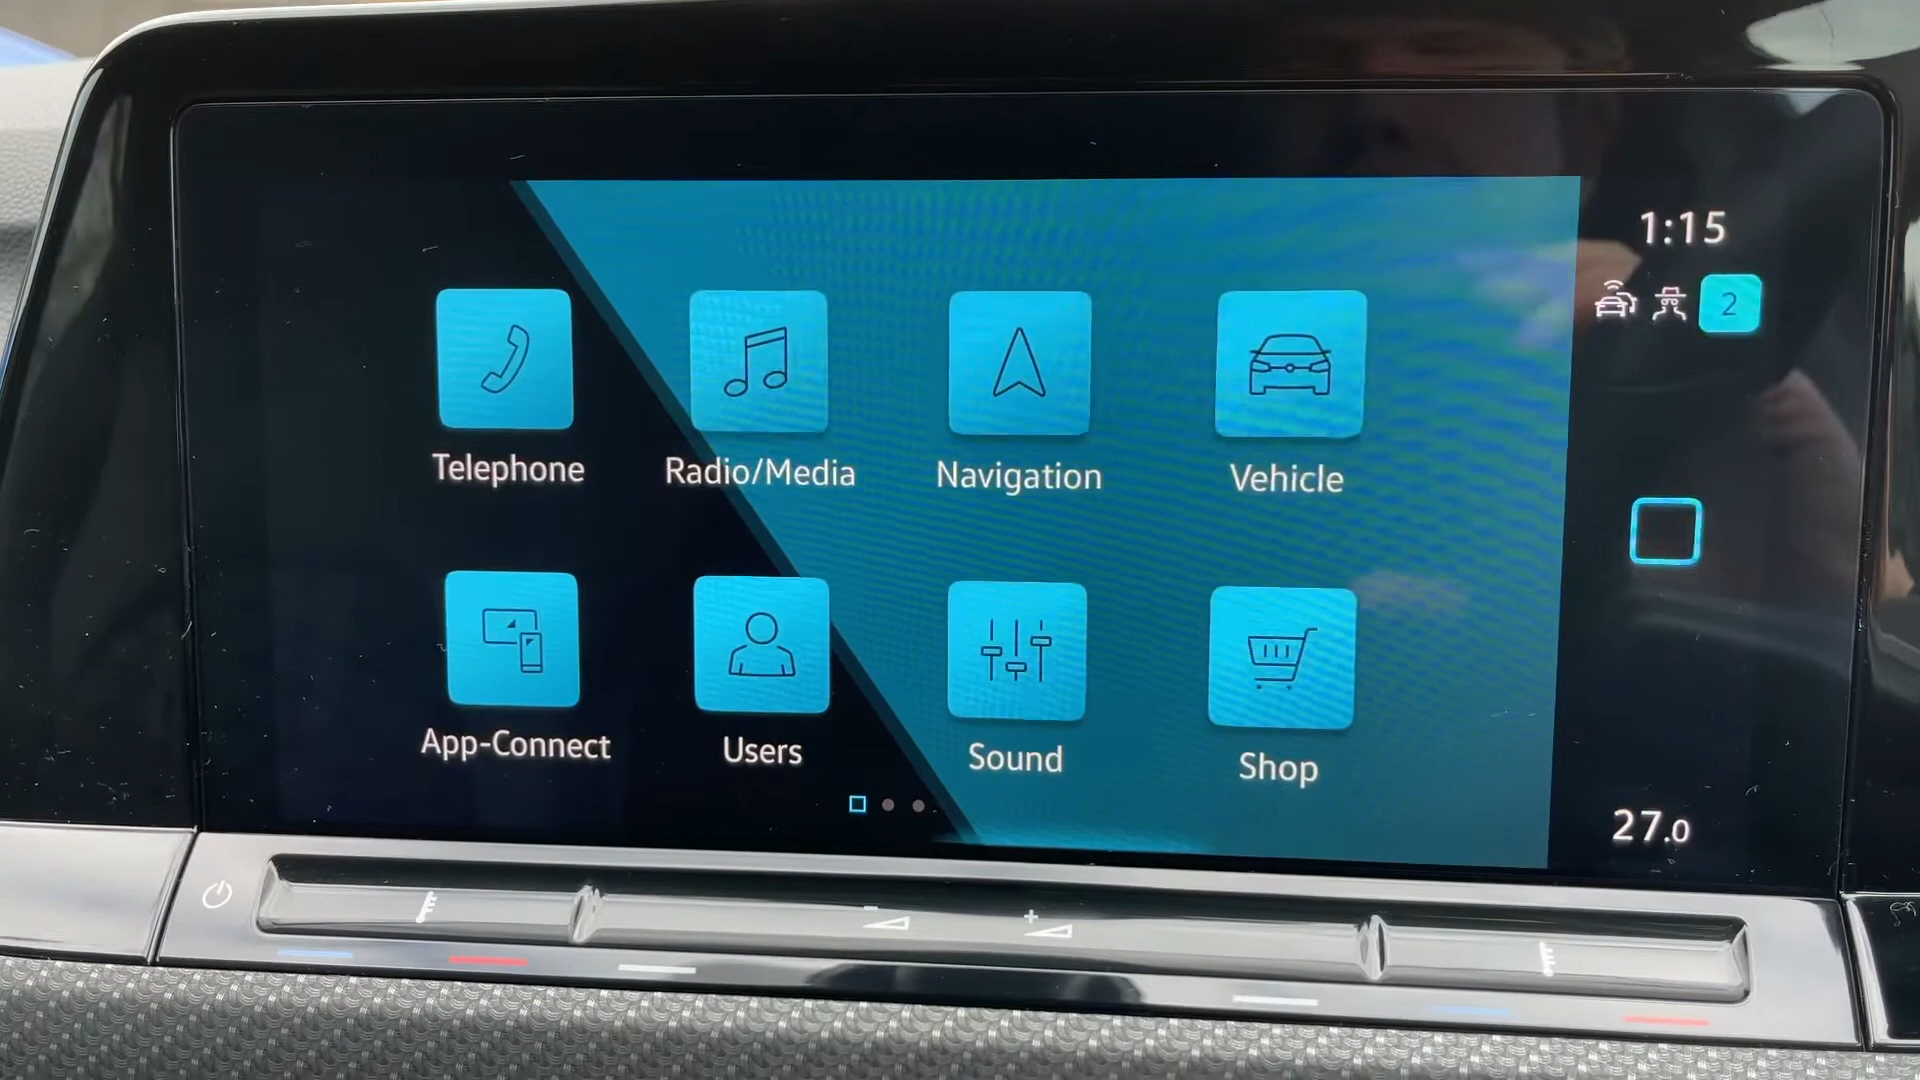 1:15
2
Telephone
Radio/Media
Navigation
Vehicle
App-Connect
Users
Sound
Shop
27.0
- +